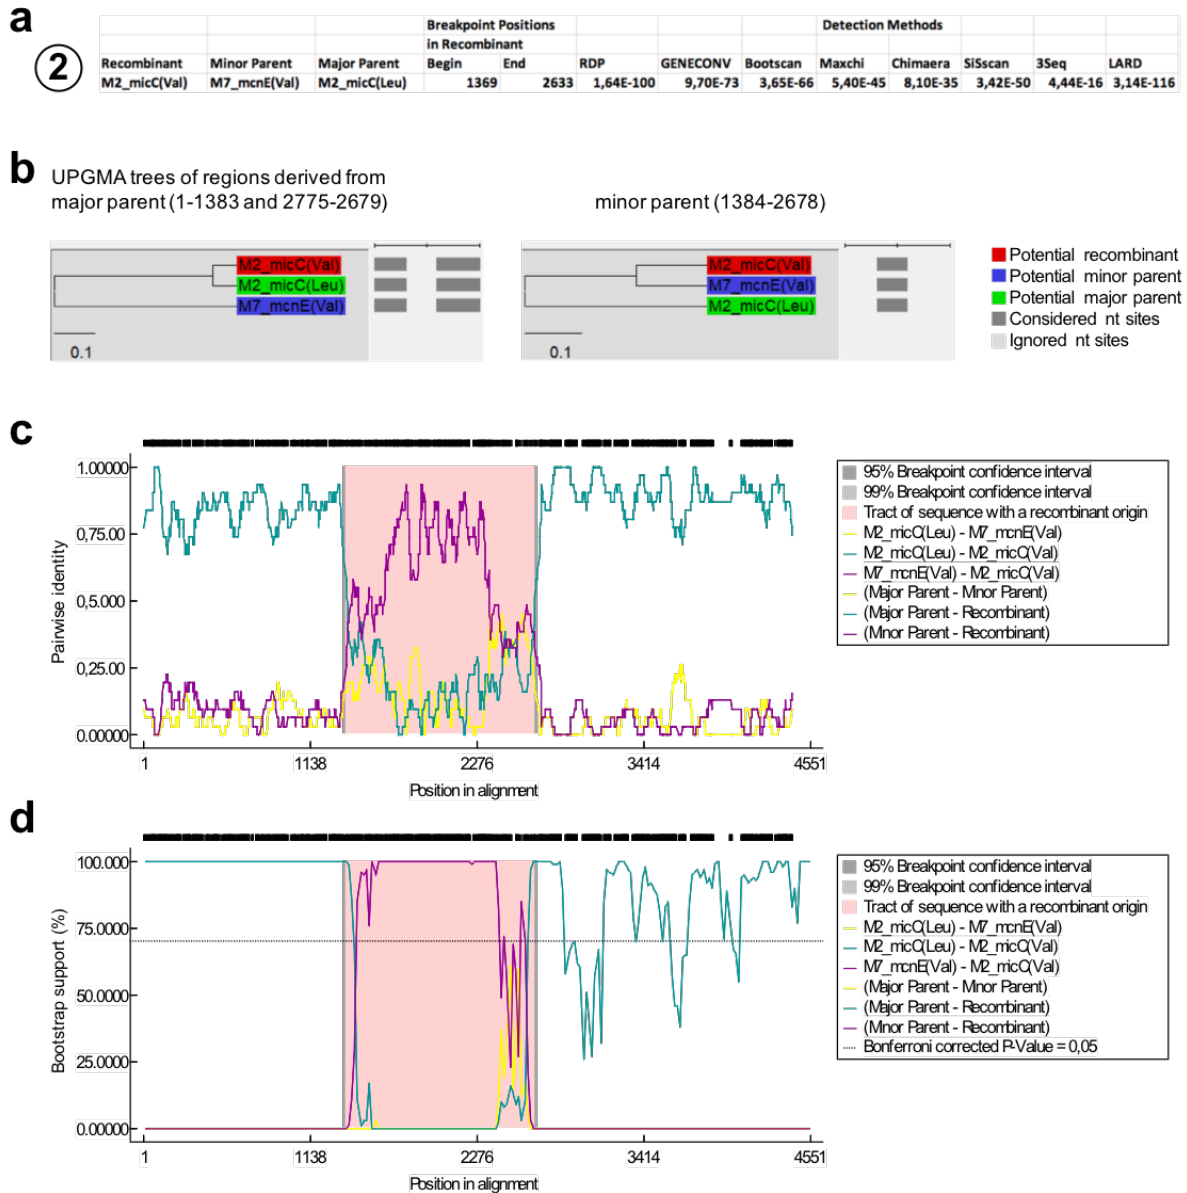 a
2
Breakpoint Positions Detection Methods
in Recombinant
Recombinant Minor Parent Major Parent Begin End RDP GENECONV Bootscan Maxchi Chimaera SiSscan 3Seq LARD
M2_micC(Val) M7_mcnE(Val) M2_micC(Leu) 1369 2633 1,64E-100 9,70E-73 3,65E-66 5,40E-45 8,10E-35 3,42E-50 4,44E-16 3,14E-116
b
UPGMA trees of regions derived from
major parent (1-1383 and 2775-2679)
minor parent (1384-2678)
M2_micC(Val)
M2_micC(Leu)
M7_mcnE(Val)
0.1
M2_micC(Val)
M7_mcnE(Val)
M2_micC(Leu)
0.1
Potential recombinant
Potential minor parent
Potential major parent
Considered nt sites
Ignored nt sites
c
Pairwise identity
1.00000
0,75.00
0,5.000
0,25.00
0.00000
1 1138 2276 3414 4551
Position in alignment
95% Breakpoint confidence interval
99% Breakpoint confidence interval
Tract of sequence with a recombinant origin
M2_micC(Leu) - M7_mcnE(Val)
M2_micC(Leu) - M2_micC(Val)
M7_mcnE(Val) - M2_micC(Val)
(Major Parent - Minor Parent)
(Major Parent - Recombinant)
(Minor Parent - Recombinant)
d
Bootstrap support (%)
100.000
75.0000
50.0000
25.0000
0.00000
1 1138 2276 3414 4551
Position in alignment
95% Breakpoint confidence interval
99% Breakpoint confidence interval
Tract of sequence with a recombinant origin
M2_micC(Leu) - M7_mcnE(Val)
M2_micC(Leu) - M2_micC(Val)
M7_mcnE(Val) - M2_micC(Val)
(Major Parent - Minor Parent)
(Major Parent - Recombinant)
(Minor Parent - Recombinant)
Bonferroni corrected P-Value = 0,05